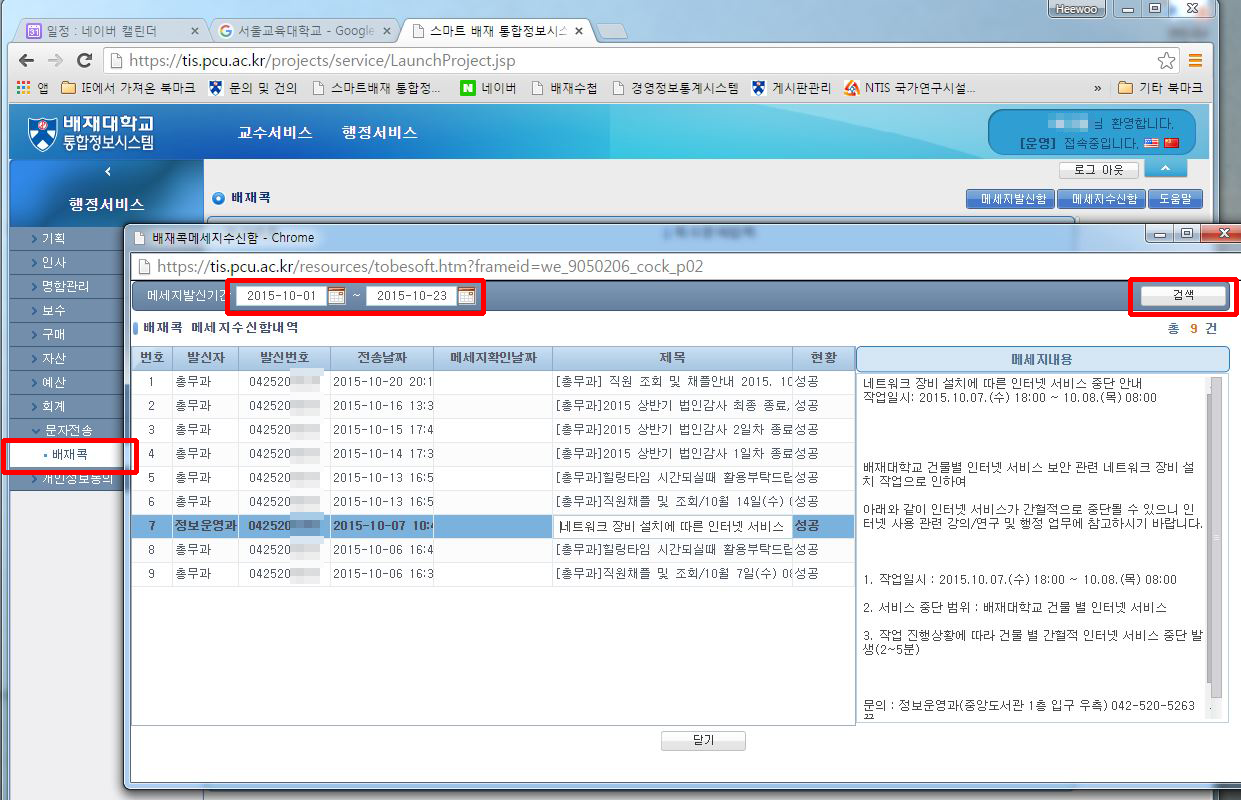 Heewoo
31 일정 : 네이버 캘린더
서울교육대학교 - Google
스마트 배재 통합정보시스
https://tis.pcu.ac.kr/projects/service/LaunchProject.jsp
앱 IE에서 가져온 북마크 문의 및 건의 스마트배재 통합정... N 네이버 배재수첩 경영정보통계시스템 게시판관리 NTIS 국가연구시설... » 기타 북마크
배재대학교
통합정보시스템
교수서비스 행정서비스
님 환영합니다.
[운영] 접속중입니다.
로그 아웃
행정서비스
배재콕
메세지발신함 메세지수신함 도움말
기획
인사
명함관리
보수
구매
자산
예산
회계
문자전송
배재콕
개인정보동의
배재콕메세지수신함 - Chrome
https://tis.pcu.ac.kr/resources/tobesoft.htm?frameid=we_9050206_cock_p02
메세지발신기간 2015-10-01 ~ 2015-10-23 검색
배재콕 메세지수신함내역 총 9 건
번호 발신자 발신번호 전송날짜 메세지확인날짜 제목 현황
1 총무과 042520 2015-10-20 20:1 [총무과] 직원 조회 및 채플안내 2015. 10 성공
2 총무과 042520 2015-10-16 13:3 [총무과]2015 상반기 법인감사 최종 종료, 성공
3 총무과 042520 2015-10-15 17:4 [총무과]2015 상반기 법인감사 2일차 종료 성공
4 총무과 042520 2015-10-14 17:3 [총무과]2015 상반기 법인감사 1일차 종료 성공
5 총무과 042520 2015-10-13 16:5 [총무과]힐링타임 시간되실때 활용부탁드립 성공
6 총무과 042520 2015-10-13 16:5 [총무과]직원채플 및 조회/10월 14일(수) 성공
7 정보운영과 042520 2015-10-07 10:4 네트워크 장비 설치에 따른 인터넷 서비스 성공
8 총무과 042520 2015-10-06 16:4 [총무과]힐링타임 시간되실때 활용부탁드립 성공
9 총무과 042520 2015-10-06 16:3 [총무과]직원채플 및 조회/10월 7일(수) 성공
메세지내용
네트워크 장비 설치에 따른 인터넷 서비스 중단 안내
작업일시: 2015.10.07.(수) 18:00 ~ 10.08.(목) 08:00
배재대학교 건물별 인터넷 서비스 보안 관련 네트워크 장비 설
치 작업으로 인하여
아래와 같이 인터넷 서비스가 간헐적으로 중단될 수 있으니 인
터넷 사용 관련 강의/연구 및 행정 업무에 참고하시기 바랍니다.
1. 작업일시 : 2015.10.07.(수) 18:00 ~ 10.08.(목) 08:00
2. 서비스 중단 범위 : 배재대학교 건물 별 인터넷 서비스
3. 작업 진행상황에 따라 건물 별 간헐적 인터넷 서비스 중단 발
생(2~5분)
문의 : 정보운영과(중앙도서관 1층 입구 우측) 042-520-5263
끝
닫기